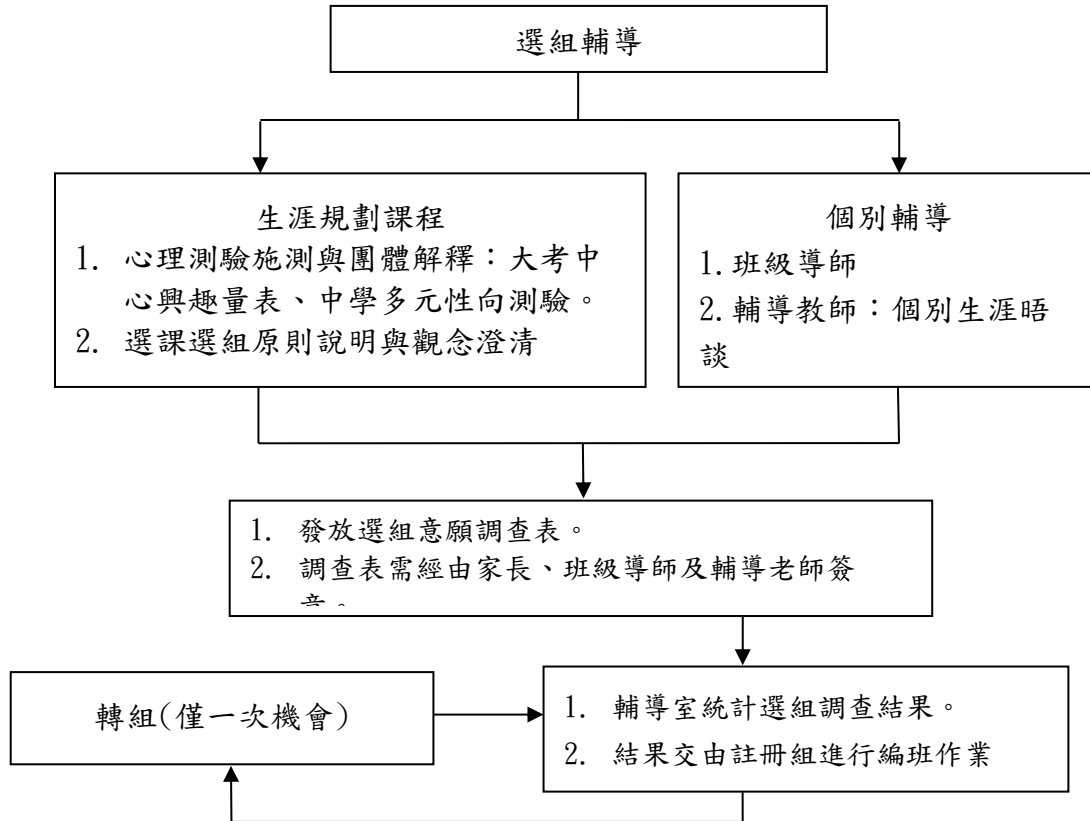 選組輔導
生涯規劃課程
1. 心理測驗施測與團體解釋：大考中
心興趣量表、中學多元性向測驗。
2. 選課選組原則說明與觀念澄清
個別輔導
1.班級導師
2.輔導教師：個別生涯晤
談
1. 發放選組意願調查表。
2. 調查表需經由家長、班級導師及輔導老師簽
轉組(僅一次機會)
1. 輔導室統計選組調查結果。
2. 結果交由註冊組進行編班作業